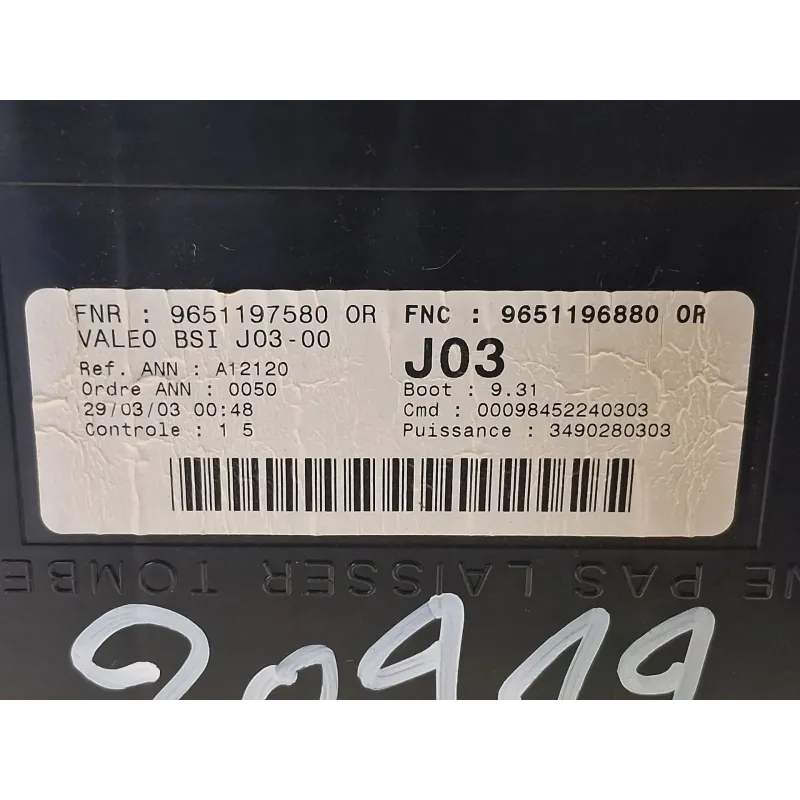 FNR : 9651197580 OR FNC : 9651196880 OR
VALEO BSI J03-00 J03
Ref. ANN : A12120
Ordre ANN : 0050 Boot : 9.31
29/03/03 00:48 Cmd : 00098452240303
Controle : 1 5 Puissance : 3490280303
NE PAS LAISSER TOMBE